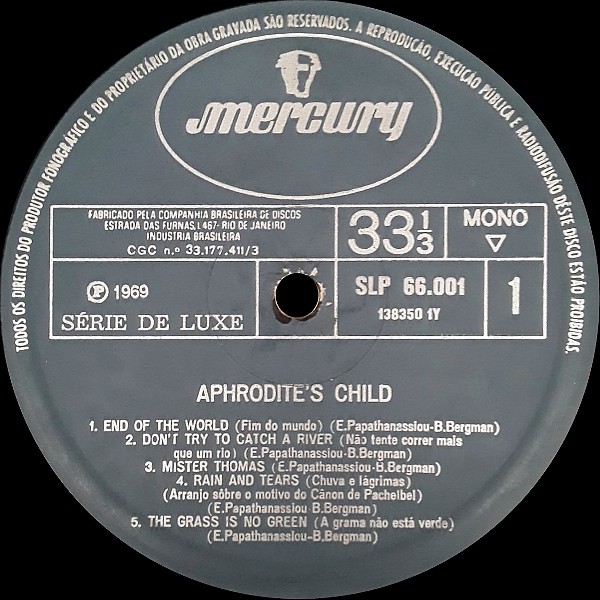 TODOS OS DIREITOS DO PRODUTOR FONOGRÁFICO E DO PROPRIETÁRIO DA OBRA GRAVADA SÃO RESERVADOS. A REPRODUÇÃO, EXECUÇÃO PÚBLICA E RADIODIFUSÃO DÊSTE DISCO ESTÃO PROIBIDAS.
mercury
FABRICADO PELA COMPANHIA BRASILEIRA DE DISCOS
ESTRADA DAS FURNAS, 1.467 - RIO DE JANEIRO
INDÚSTRIA BRASILEIRA
CGC n.º 33.177.411/3
33 1/3
MONO
℗ 1969
SÉRIE DE LUXE
SLP 66.001
138350 1Y
1
APHRODITE'S CHILD
1. END OF THE WORLD (Fim do mundo) (E.Papathanassiou-B.Bergman)
2. DON'T TRY TO CATCH A RIVER (Não tente correr mais
que um rio) (E.Papathanassiou-B.Bergman)
3. MISTER THOMAS (E.Papathanassiou-B.Bergman)
4. RAIN AND TEARS (Chuva e lágrimas)
(Arranjo sôbre o motivo do Cânon de Pachelbel)
(E.Papathanassiou-B.Bergman)
5. THE GRASS IS NO GREEN (A grama não está verde)
(E.Papathanassiou-B.Bergman)